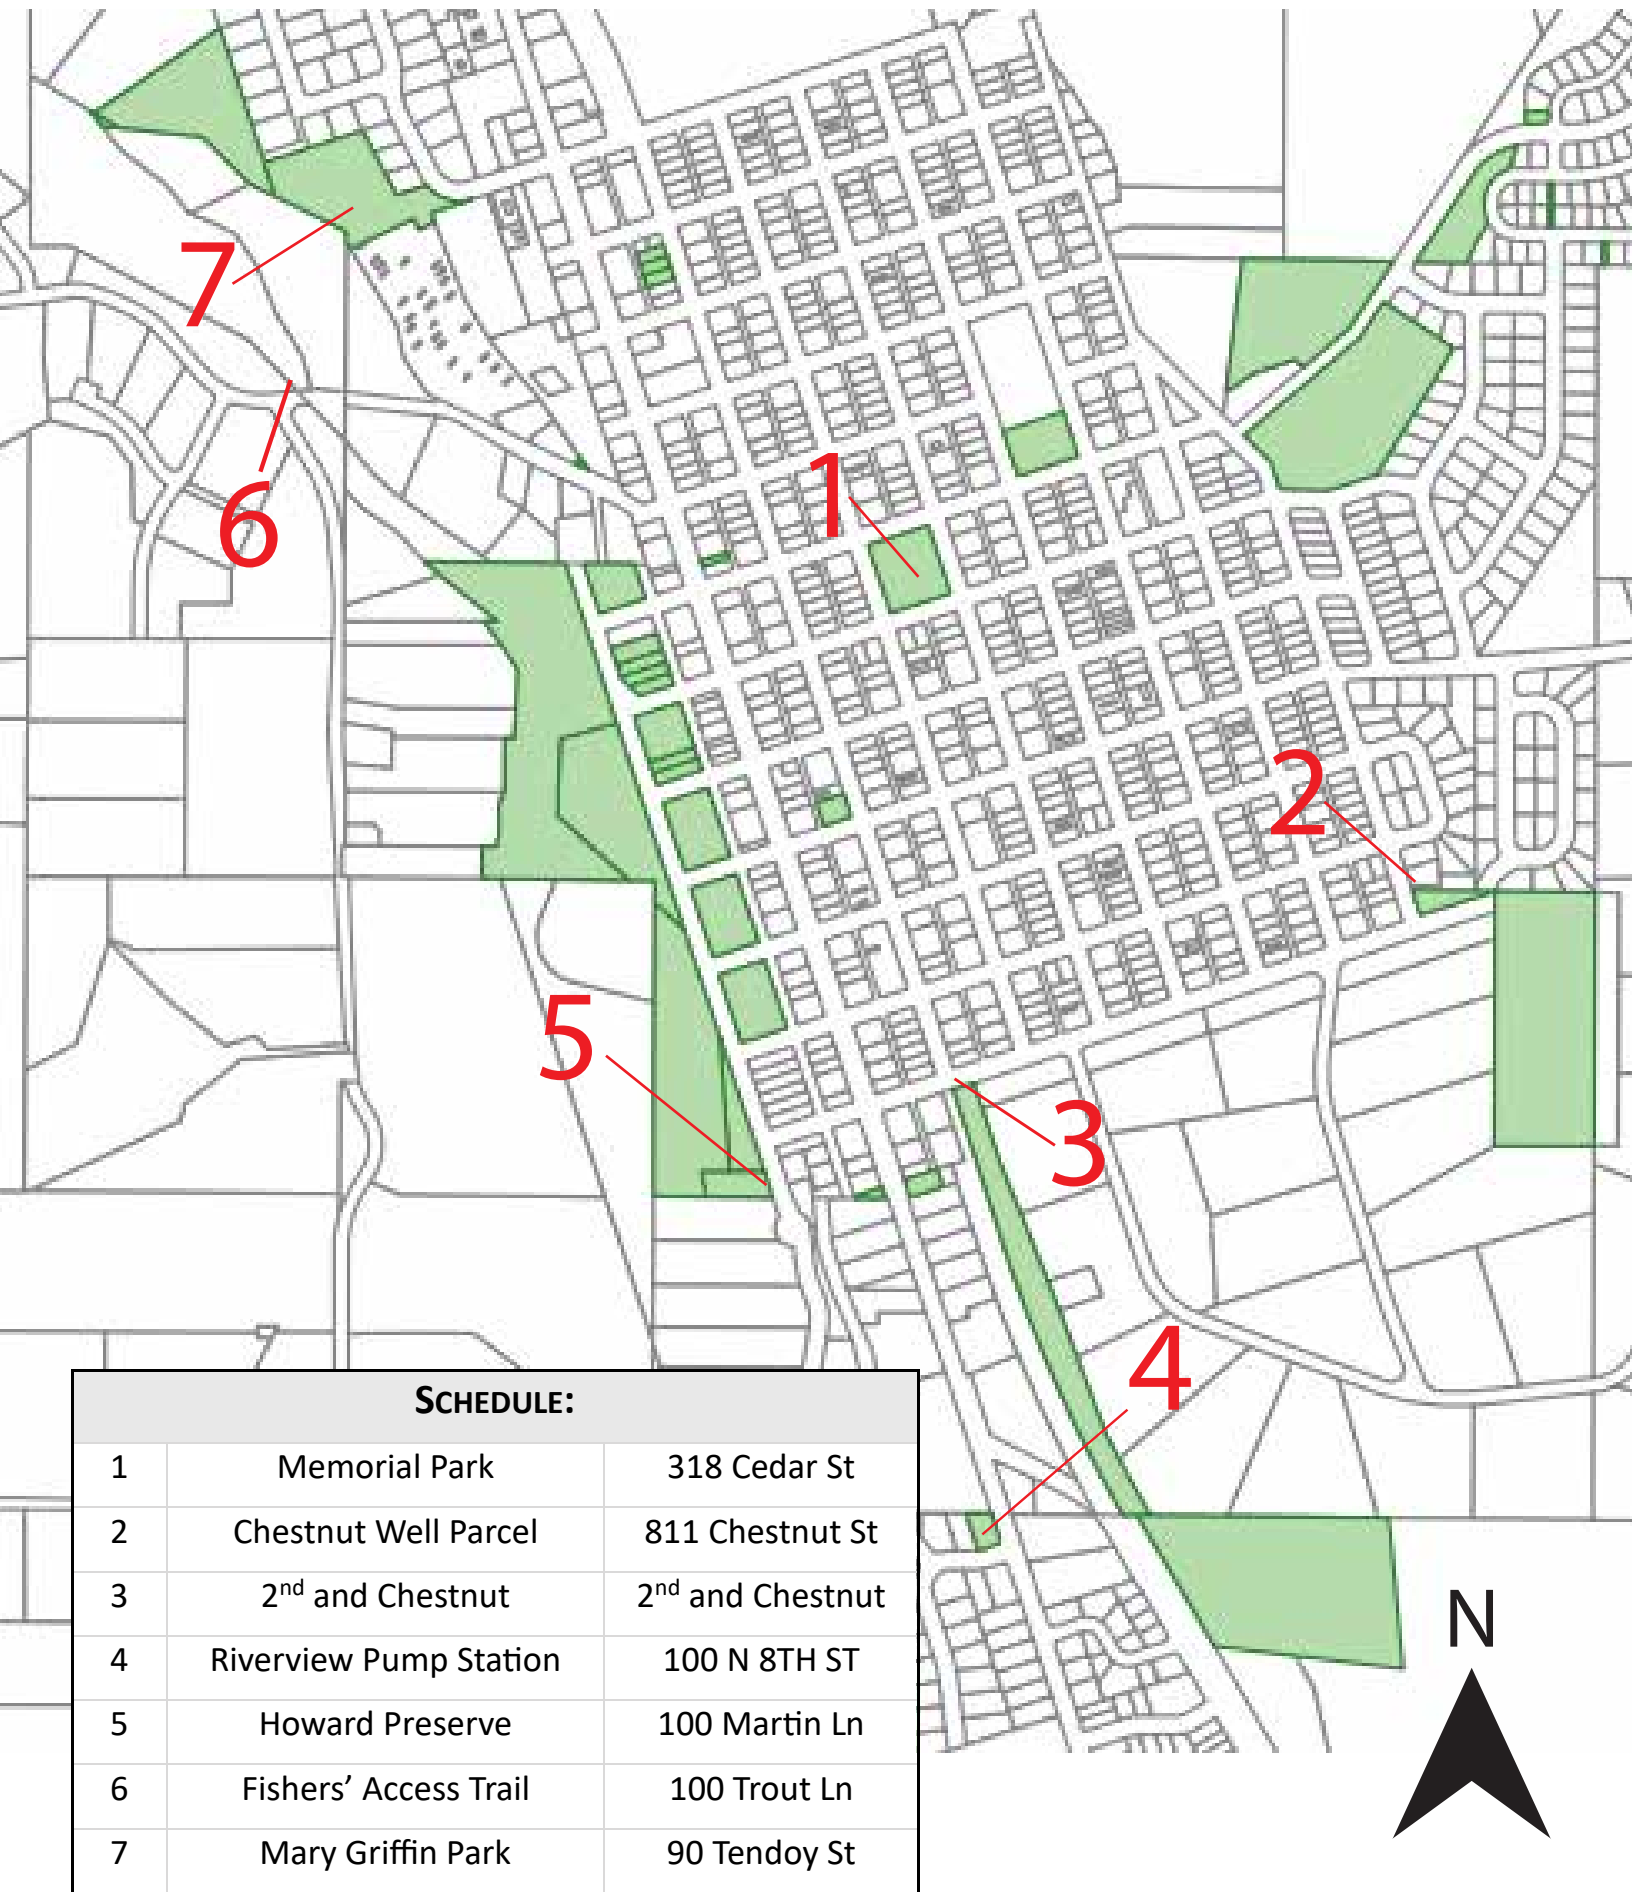 7
1
6
2
5
3
4
SCHEDULE:
1 Memorial Park 318 Cedar St
2 Chestnut Well Parcel 811 Chestnut St
3 2nd and Chestnut 2nd and Chestnut
4 Riverview Pump Station 100 N 8TH ST
5 Howard Preserve 100 Martin Ln
6 Fishers’ Access Trail 100 Trout Ln
7 Mary Griffin Park 90 Tendoy St
N